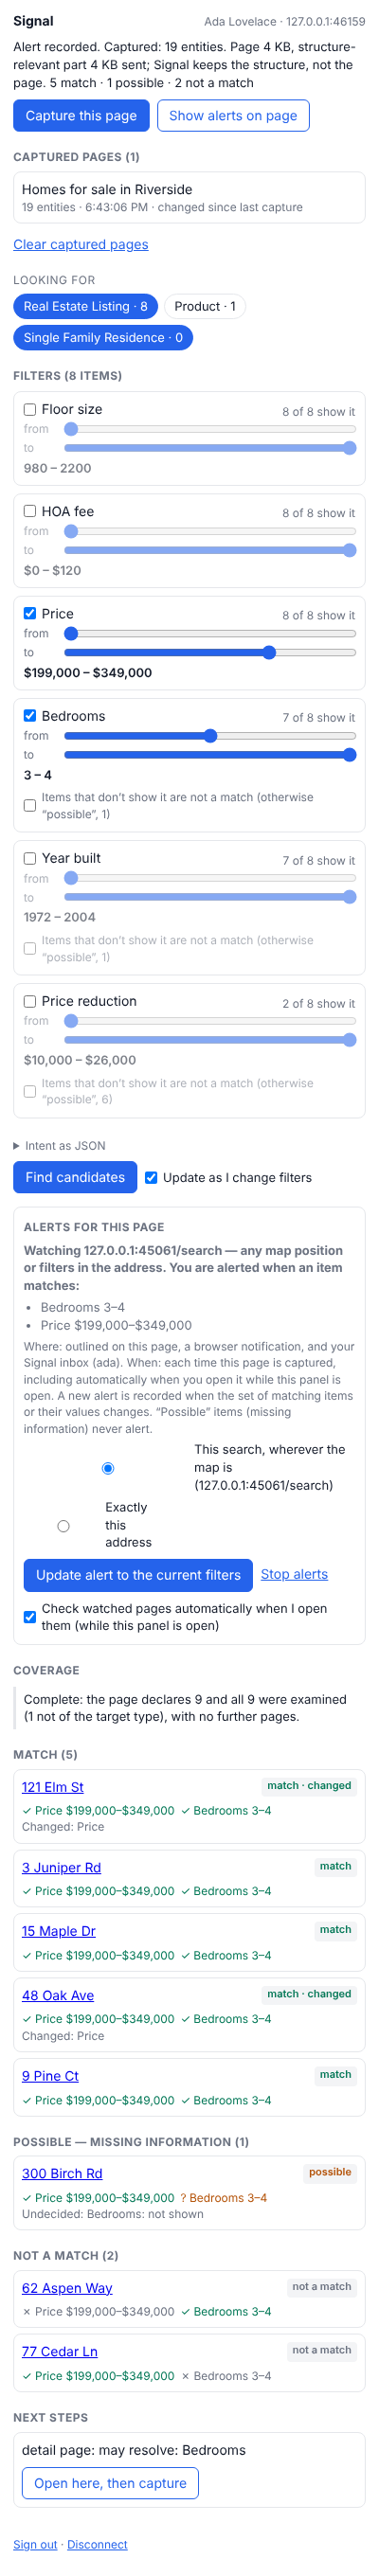 Signal
Ada Lovelace · 127.0.0.1:46159
Alert recorded. Captured: 19 entities. Page 4 KB, structure-
relevant part 4 KB sent; Signal keeps the structure, not the
page. 5 match · 1 possible · 2 not a match
Capture this page
Show alerts on page
CAPTURED PAGES (1)
Homes for sale in Riverside
19 entities · 6:43:06 PM · changed since last capture
Clear captured pages
LOOKING FOR
Real Estate Listing · 8
Product · 1
Single Family Residence · 0
FILTERS (8 ITEMS)
Floor size
8 of 8 show it
from
to
980 – 2200
HOA fee
8 of 8 show it
from
to
$0 – $120
Price
8 of 8 show it
from
to
$199,000 – $349,000
Bedrooms
7 of 8 show it
from
to
3 – 4
Items that don’t show it are not a match (otherwise
“possible”, 1)
Year built
7 of 8 show it
from
to
1972 – 2004
Items that don’t show it are not a match (otherwise
“possible”, 1)
Price reduction
2 of 8 show it
from
to
$10,000 – $26,000
Items that don’t show it are not a match (otherwise
“possible”, 6)
Intent as JSON
Find candidates
Update as I change filters
ALERTS FOR THIS PAGE
Watching 127.0.0.1:45061/search — any map position
or filters in the address. You are alerted when an item
matches:
• Bedrooms 3–4
• Price $199,000–$349,000
Where: outlined on this page, a browser notification, and your
Signal inbox (ada). When: each time this page is captured,
including automatically when you open it while this panel is
open. A new alert is recorded when the set of matching items
or their values changes. “Possible” items (missing
information) never alert.
This search, wherever the
map is
(127.0.0.1:45061/search)
Exactly
this
address
Update alert to the current filters
Stop alerts
Check watched pages automatically when I open
them (while this panel is open)
COVERAGE
Complete: the page declares 9 and all 9 were examined
(1 not of the target type), with no further pages.
MATCH (5)
121 Elm St
match · changed
✓ Price $199,000–$349,000 ✓ Bedrooms 3–4
Changed: Price
3 Juniper Rd
match
✓ Price $199,000–$349,000 ✓ Bedrooms 3–4
15 Maple Dr
match
✓ Price $199,000–$349,000 ✓ Bedrooms 3–4
48 Oak Ave
match · changed
✓ Price $199,000–$349,000 ✓ Bedrooms 3–4
Changed: Price
9 Pine Ct
match
✓ Price $199,000–$349,000 ✓ Bedrooms 3–4
POSSIBLE — MISSING INFORMATION (1)
300 Birch Rd
possible
✓ Price $199,000–$349,000 ? Bedrooms 3–4
Undecided: Bedrooms: not shown
NOT A MATCH (2)
62 Aspen Way
not a match
✗ Price $199,000–$349,000 ✓ Bedrooms 3–4
77 Cedar Ln
not a match
✓ Price $199,000–$349,000 ✗ Bedrooms 3–4
NEXT STEPS
detail page: may resolve: Bedrooms
Open here, then capture
Sign out · Disconnect